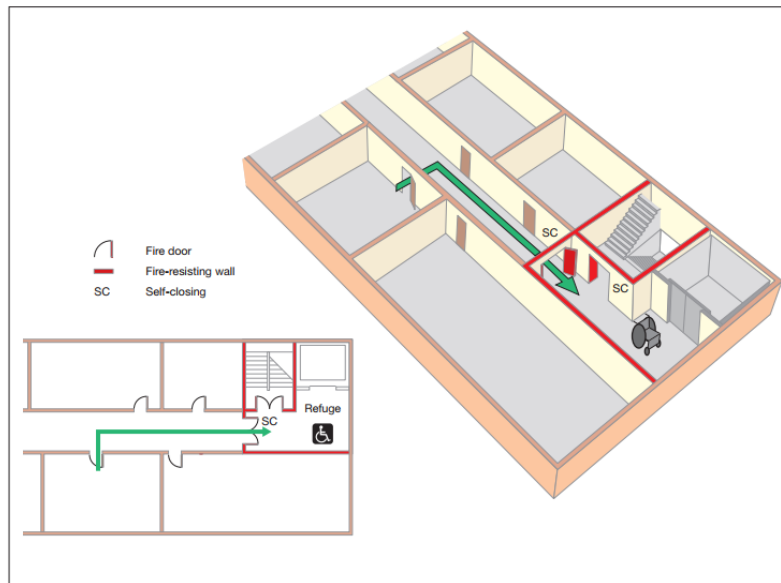 SC
SC
Fire door
Fire-resisting wall
SC Self-closing
Refuge
SC